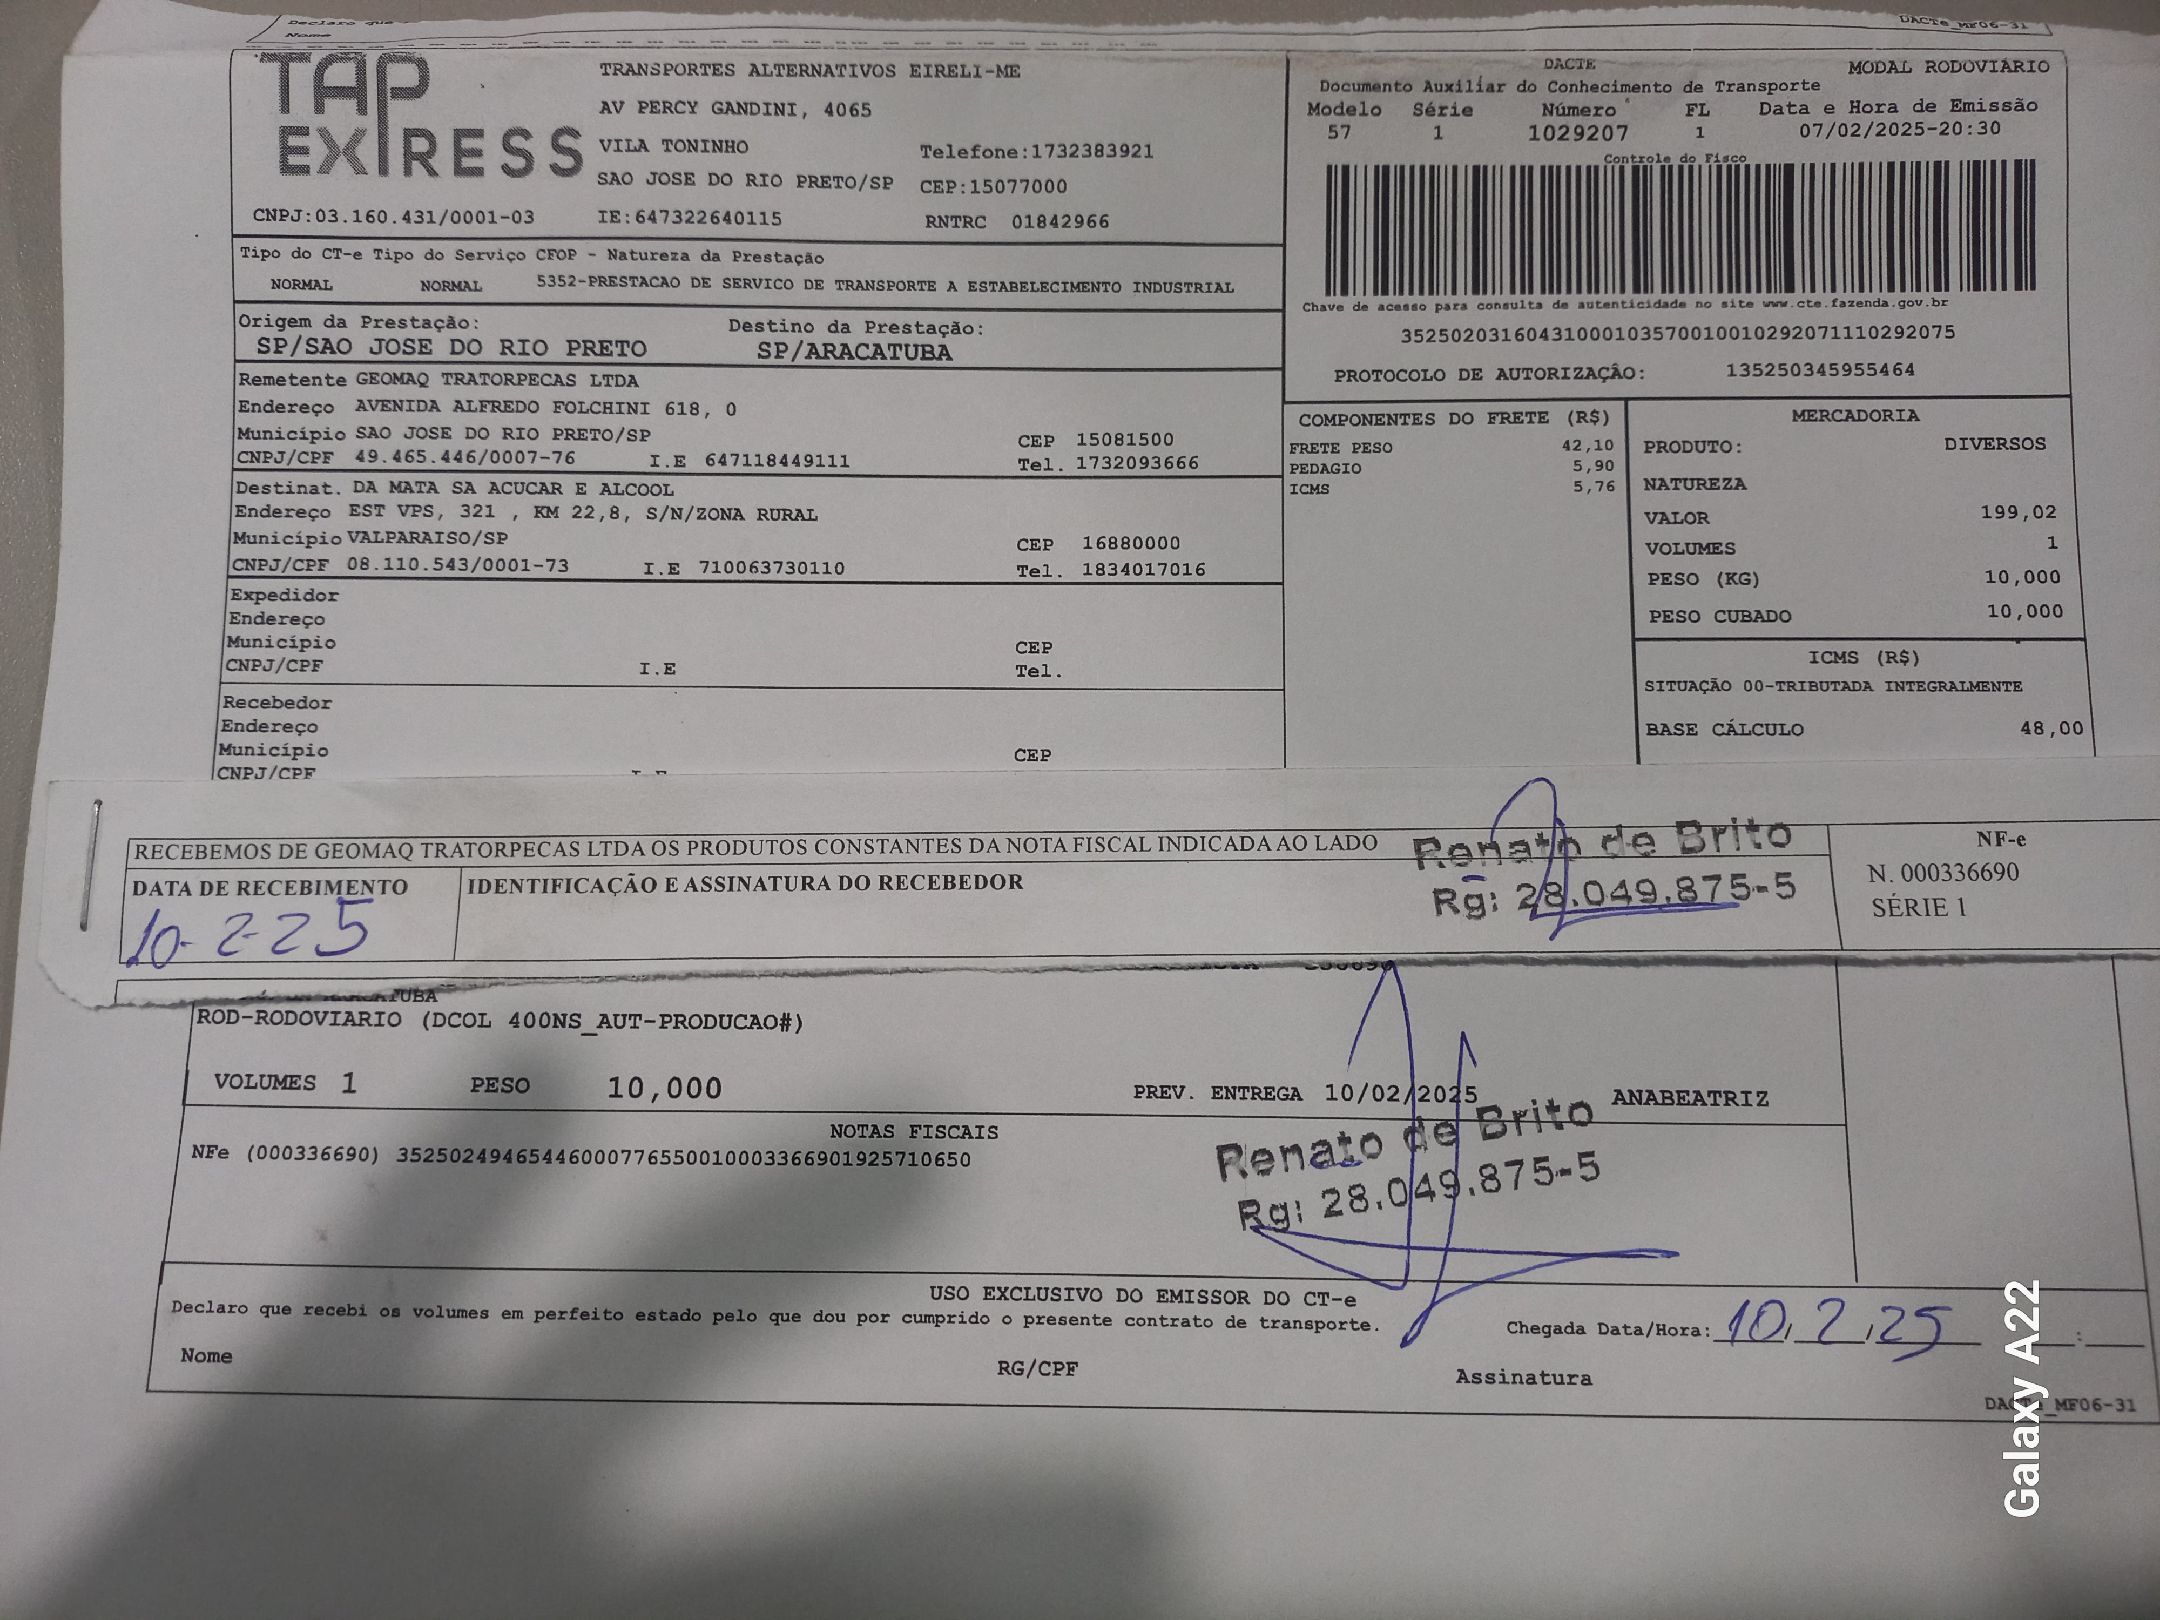 Declaro que
DACTe_MF06-31
Nome
TAP EXPRESS
TRANSPORTES ALTERNATIVOS EIRELI-ME
AV PERCY GANDINI, 4065
VILA TONINHO
Telefone:1732383921
SAO JOSE DO RIO PRETO/SP CEP:15077000
CNPJ:03.160.431/0001-03 IE:647322640115 RNTRC 01842966
DACTE
MODAL RODOVIÁRIO
Documento Auxiliar do Conhecimento de Transporte
Modelo Série Número FL Data e Hora de Emissão
57 1 1029207 1 07/02/2025-20:30
Controle do Fisco
Chave de acesso para consulta de autenticidade no site www.cte.fazenda.gov.br
35250203160431000103570010010292071110292075
PROTOCOLO DE AUTORIZAÇÃO: 135250345955464
Tipo do CT-e Tipo do Serviço CFOP - Natureza da Prestação
NORMAL NORMAL 5352-PRESTACAO DE SERVICO DE TRANSPORTE A ESTABELECIMENTO INDUSTRIAL
Origem da Prestação: Destino da Prestação:
SP/SAO JOSE DO RIO PRETO SP/ARACATUBA
Remetente GEOMAQ TRATORPECAS LTDA
Endereço AVENIDA ALFREDO FOLCHINI 618, 0
Município SAO JOSE DO RIO PRETO/SP CEP 15081500
CNPJ/CPF 49.465.446/0007-76 I.E 647118449111 Tel. 1732093666
Destinat. DA MATA SA ACUCAR E ALCOOL
Endereço EST VPS, 321 , KM 22,8, S/N/ZONA RURAL
Município VALPARAISO/SP CEP 16880000
CNPJ/CPF 08.110.543/0001-73 I.E 710063730110 Tel. 1834017016
Expedidor
Endereço
Município CEP
CNPJ/CPF I.E Tel.
Recebedor
Endereço
Município CEP
CNPJ/CPF
COMPONENTES DO FRETE (R$)
FRETE PESO 42,10
PEDAGIO 5,90
ICMS 5,76
MERCADORIA
PRODUTO: DIVERSOS
NATUREZA
VALOR 199,02
VOLUMES 1
PESO (KG) 10,000
PESO CUBADO 10,000
ICMS (R$)
SITUAÇÃO 00-TRIBUTADA INTEGRALMENTE
BASE CÁLCULO 48,00
RECEBEMOS DE GEOMAQ TRATORPECAS LTDA OS PRODUTOS CONSTANTES DA NOTA FISCAL INDICADA AO LADO
DATA DE RECEBIMENTO IDENTIFICAÇÃO E ASSINATURA DO RECEBEDOR
10-2-25
Renato de Brito
Rg: 28.049.875-5
NF-e
N. 000336690
SÉRIE 1
ROD-RODOVIARIO (DCOL 400NS_AUT-PRODUCAO#)
VOLUMES 1 PESO 10,000 PREV. ENTREGA 10/02/2025 ANABEATRIZ
NOTAS FISCAIS
NFe (000336690) 35250249465446000776550010003366901925710650
Renato de Brito
Rg: 28.049.875-5
USO EXCLUSIVO DO EMISSOR DO CT-e
Declaro que recebi os volumes em perfeito estado pelo que dou por cumprido o presente contrato de transporte.
Chegada Data/Hora: 10/2/25 :
Nome RG/CPF Assinatura
DACTe_MF06-31
Galaxy A22